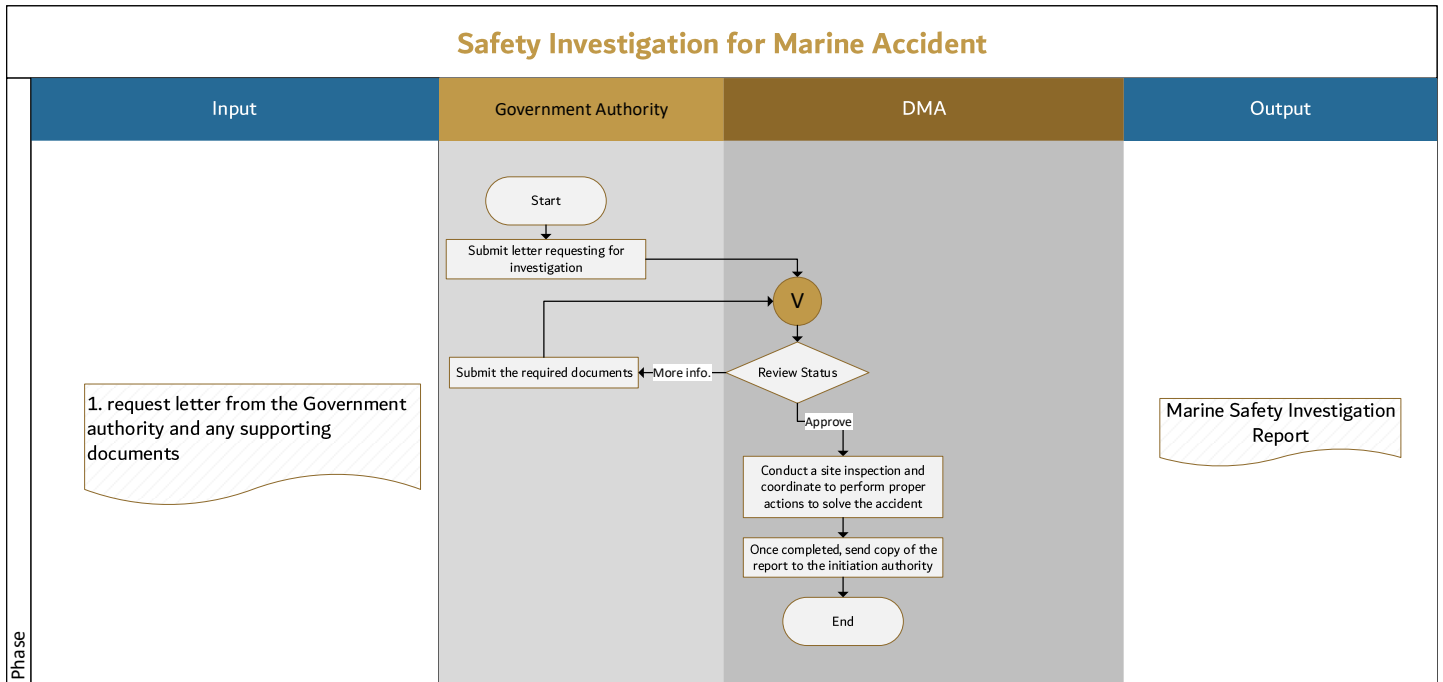 Safety Investigation for Marine Accident
Input
Government Authority
DMA
Output
Start
Submit letter requesting for
investigation
V
Submit the required documents
More info.
Review Status
Approve
1. request letter from the Government
authority and any supporting
documents
Marine Safety Investigation
Report
Conduct a site inspection and
coordinate to perform proper
actions to solve the accident
Once completed, send copy of the
report to the initiation authority
End
Phase